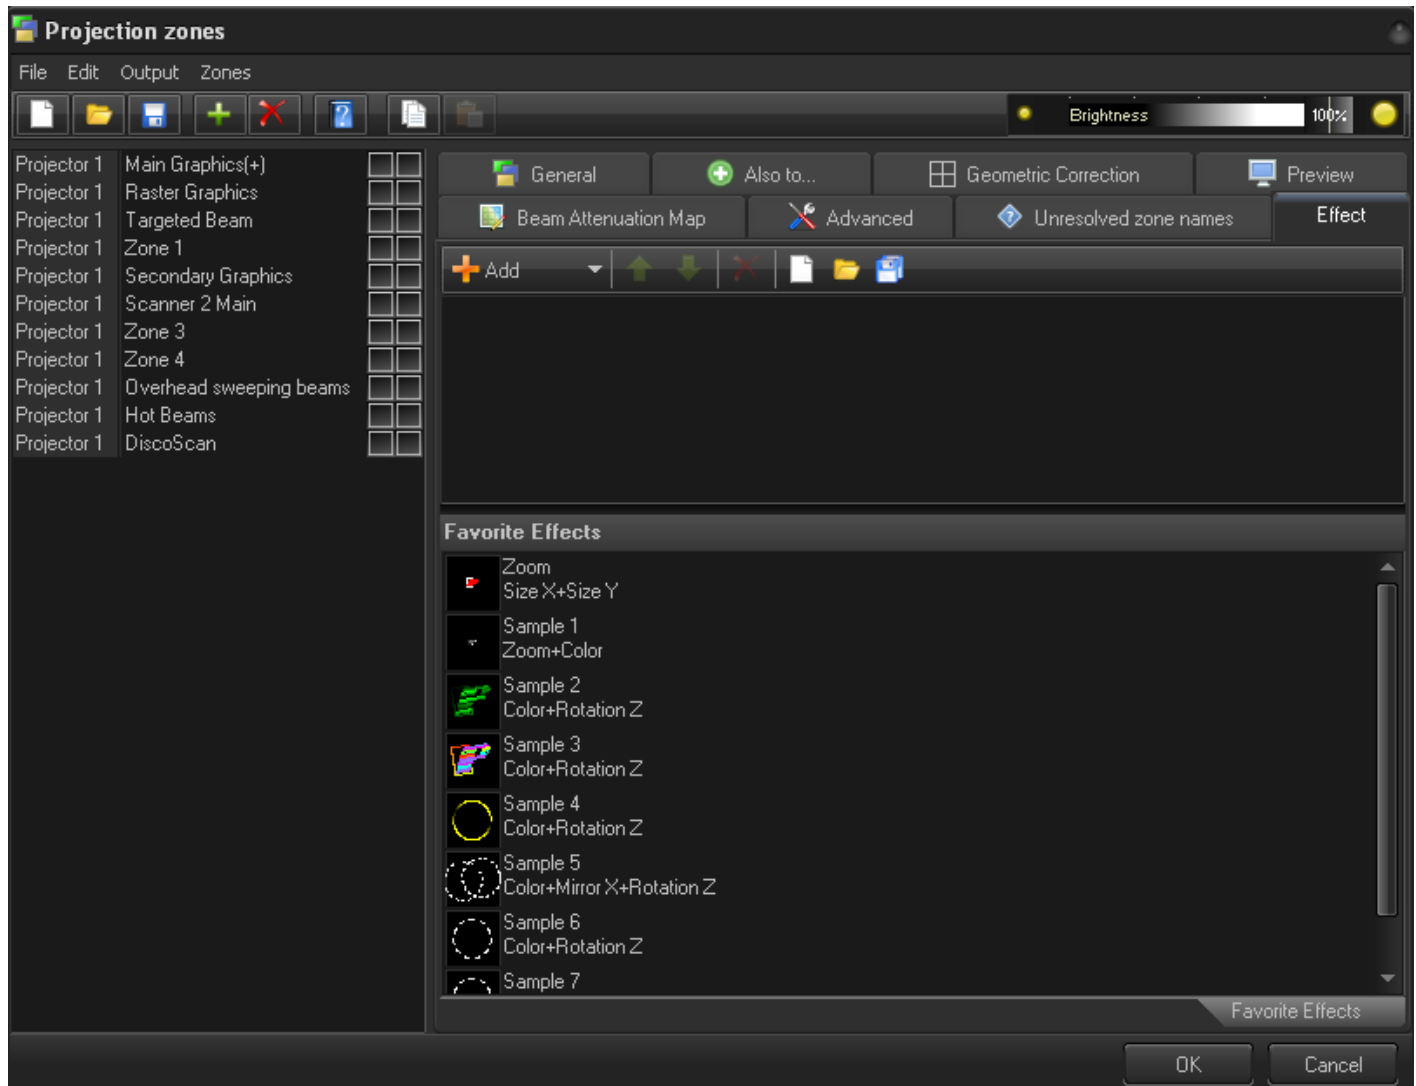 Projection zones
File Edit Output Zones
Brightness 100%
Projector 1 Main Graphics(+)
Projector 1 Raster Graphics
Projector 1 Targeted Beam
Projector 1 Zone 1
Projector 1 Secondary Graphics
Projector 1 Scanner 2 Main
Projector 1 Zone 3
Projector 1 Zone 4
Projector 1 Overhead sweeping beams
Projector 1 Hot Beams
Projector 1 DiscoScan
General Also to... Geometric Correction Preview
Beam Attenuation Map Advanced Unresolved zone names Effect
Add
Favorite Effects
Zoom
Size X+Size Y
Sample 1
Zoom+Color
Sample 2
Color+Rotation Z
Sample 3
Color+Rotation Z
Sample 4
Color+Rotation Z
Sample 5
Color+Mirror X+Rotation Z
Sample 6
Color+Rotation Z
Sample 7
Favorite Effects
OK Cancel